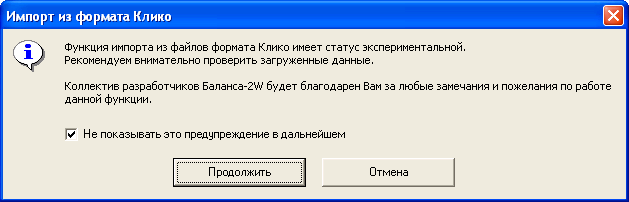 Импорт из формата Клико
Функция импорта из файлов формата Клико имеет статус экспериментальной.
Рекомендуем внимательно проверить загруженные данные.
Коллектив разработчиков Баланса-2W будет благодарен Вам за любые замечания и пожелания по работе
данной функции.
Не показывать это предупреждение в дальнейшем
Продолжить
Отмена